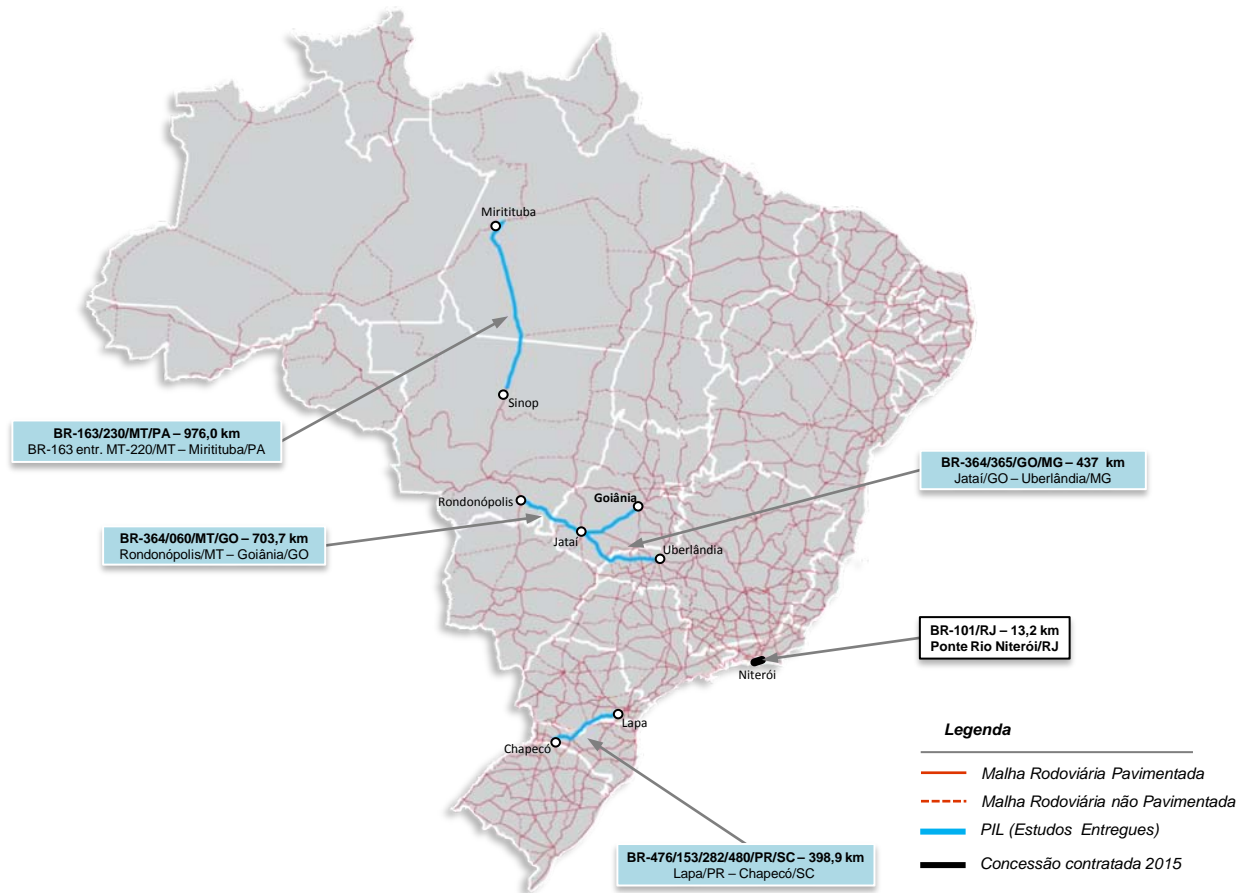 Miritituba
Sinop
BR-163/230/MT/PA – 976,0 km
BR-163 entr. MT-220/MT – Miritituba/PA
BR-364/365/GO/MG – 437 km
Jataí/GO – Uberlândia/MG
Rondonópolis
Goiânia
BR-364/060/MT/GO – 703,7 km
Rondonópolis/MT – Goiânia/GO
Jataí
Uberlândia
BR-101/RJ – 13,2 km
Ponte Rio Niterói/RJ
Niterói
Lapa
Chapecó
Legenda
Malha Rodoviária Pavimentada
Malha Rodoviária não Pavimentada
PIL (Estudos Entregues)
Concessão contratada 2015
BR-476/153/282/480/PR/SC – 398,9 km
Lapa/PR – Chapecó/SC